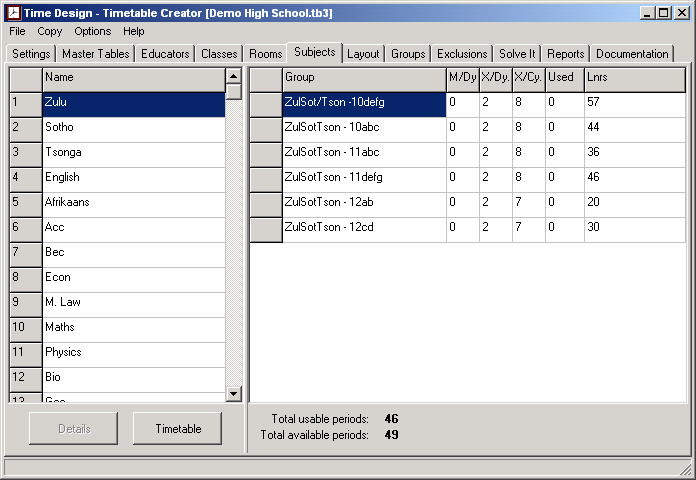 Time Design - Timetable Creator [Demo High School.tb3]
File Copy Options Help
Settings Master Tables Educators Classes Rooms Subjects Layout Groups Exclusions Solve It Reports Documentation
Name Group M/Dy X/Dy. X/Cy. Used Lnrs
1 Zulu ZulSot/Tson -10defg 0 2 8 0 57
2 Sotho ZulSotTson - 10abc 0 2 8 0 44
3 Tsonga ZulSotTson - 11abc 0 2 8 0 36
4 English ZulSotTson - 11defg 0 2 8 0 46
5 Afrikaans ZulSotTson - 12ab 0 2 7 0 20
6 Acc ZulSotTson - 12cd 0 2 7 0 30
7 Bec
8 Econ
9 M. Law
10 Maths
11 Physics
12 Bio
13 Geo
Details Timetable Total usable periods: 46
Total available periods: 49